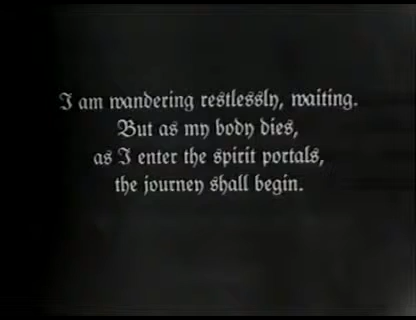 I am wandering restlessly, waiting.
But as my body dies,
as I enter the spirit portals,
the journey shall begin.